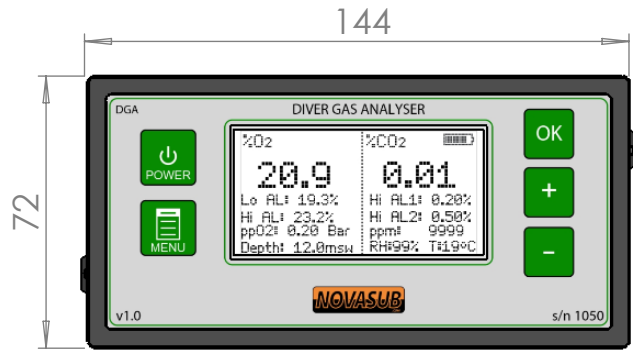 144
72
DGA
DIVER GAS ANALYSER
POWER
MENU
%O2
20.9
Lo AL: 19.3%
Hi AL: 23.2%
ppO2: 0.20 Bar
Depth: 12.0msw
%CO2
0.01
Hi AL1: 0.20%
Hi AL2: 0.50%
ppm: 9999
RH:99% T:19ºC
OK
+
-
NOVASUB
v1.0
s/n 1050